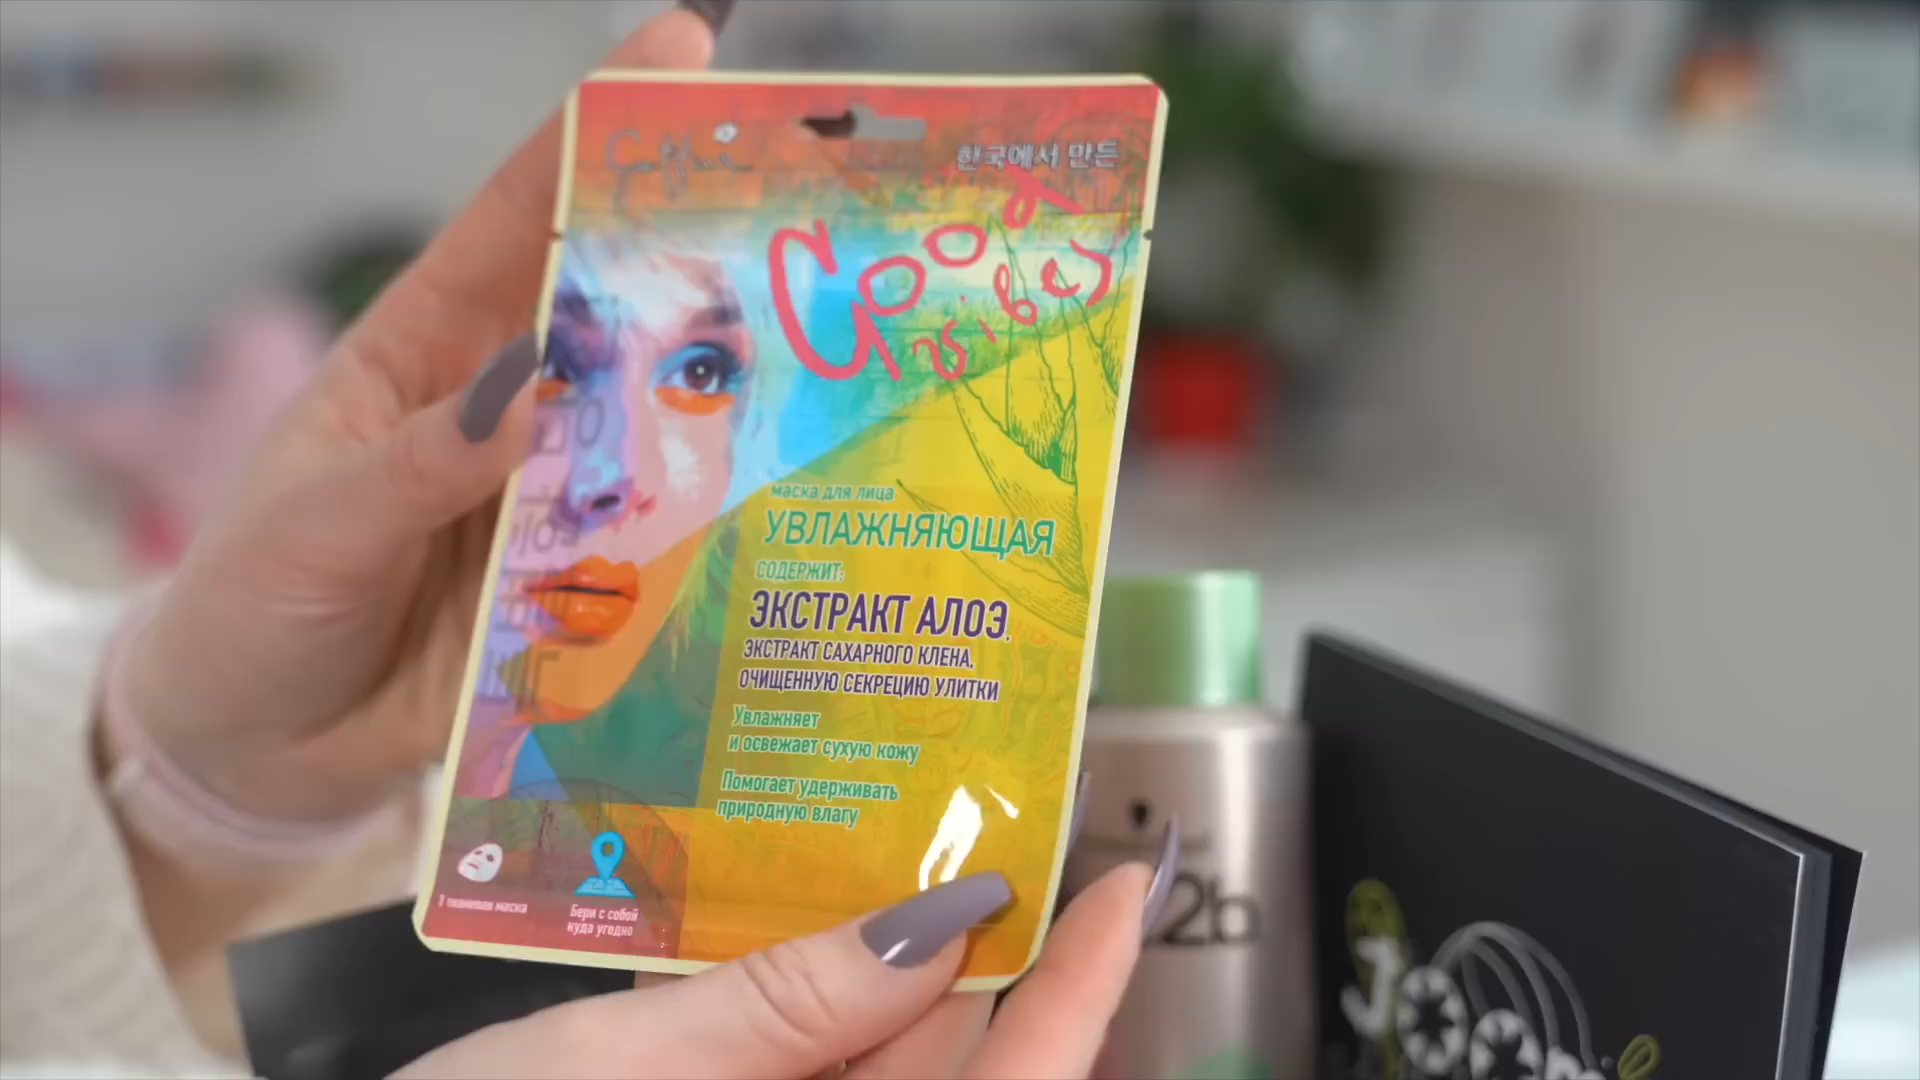 한국에서 만든
Good
vibes
маска для лица
УВЛАЖНЯЮЩАЯ
СОДЕРЖИТ:
ЭКСТРАКТ АЛОЭ,
ЭКСТРАКТ САХАРНОГО КЛЕНА,
ОЧИЩЕННУЮ СЕКРЕЦИЮ УЛИТКИ
Увлажняет
и освежает сухую кожу
Помогает удерживать
природную влагу
1 тканевая маска
Бери с собой
куда угодно
2b